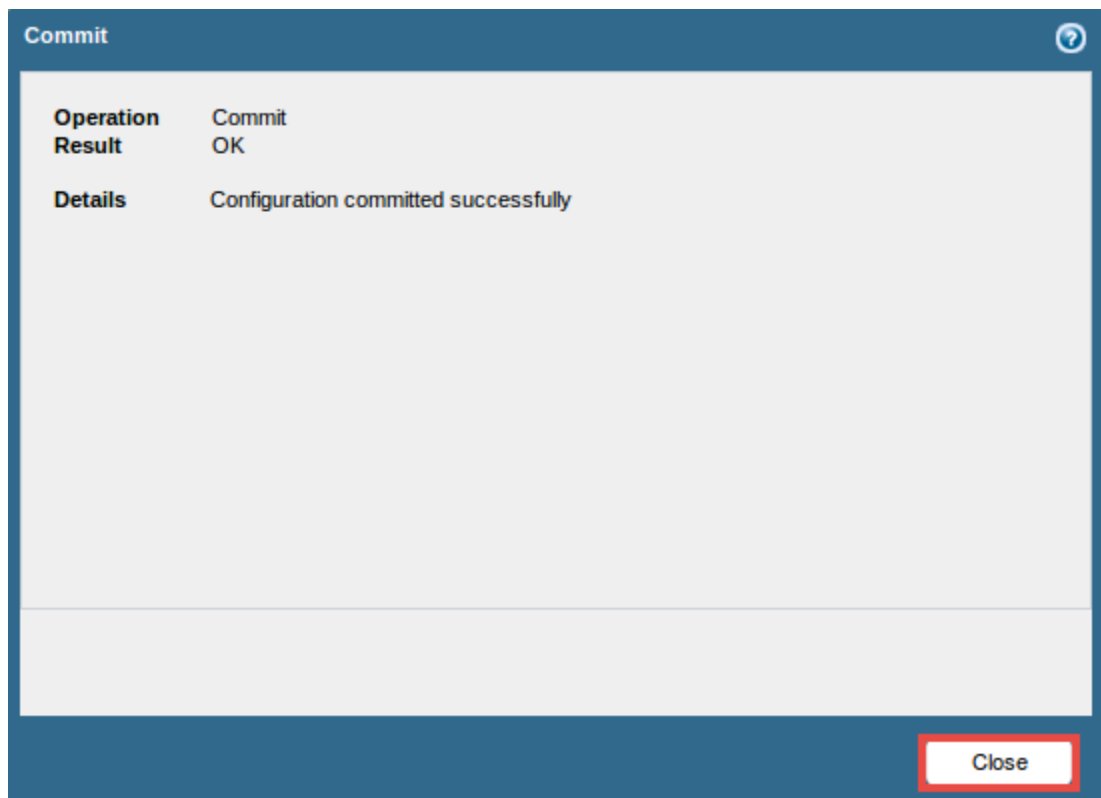 Commit
Operation Commit
Result OK
Details Configuration committed successfully
Close